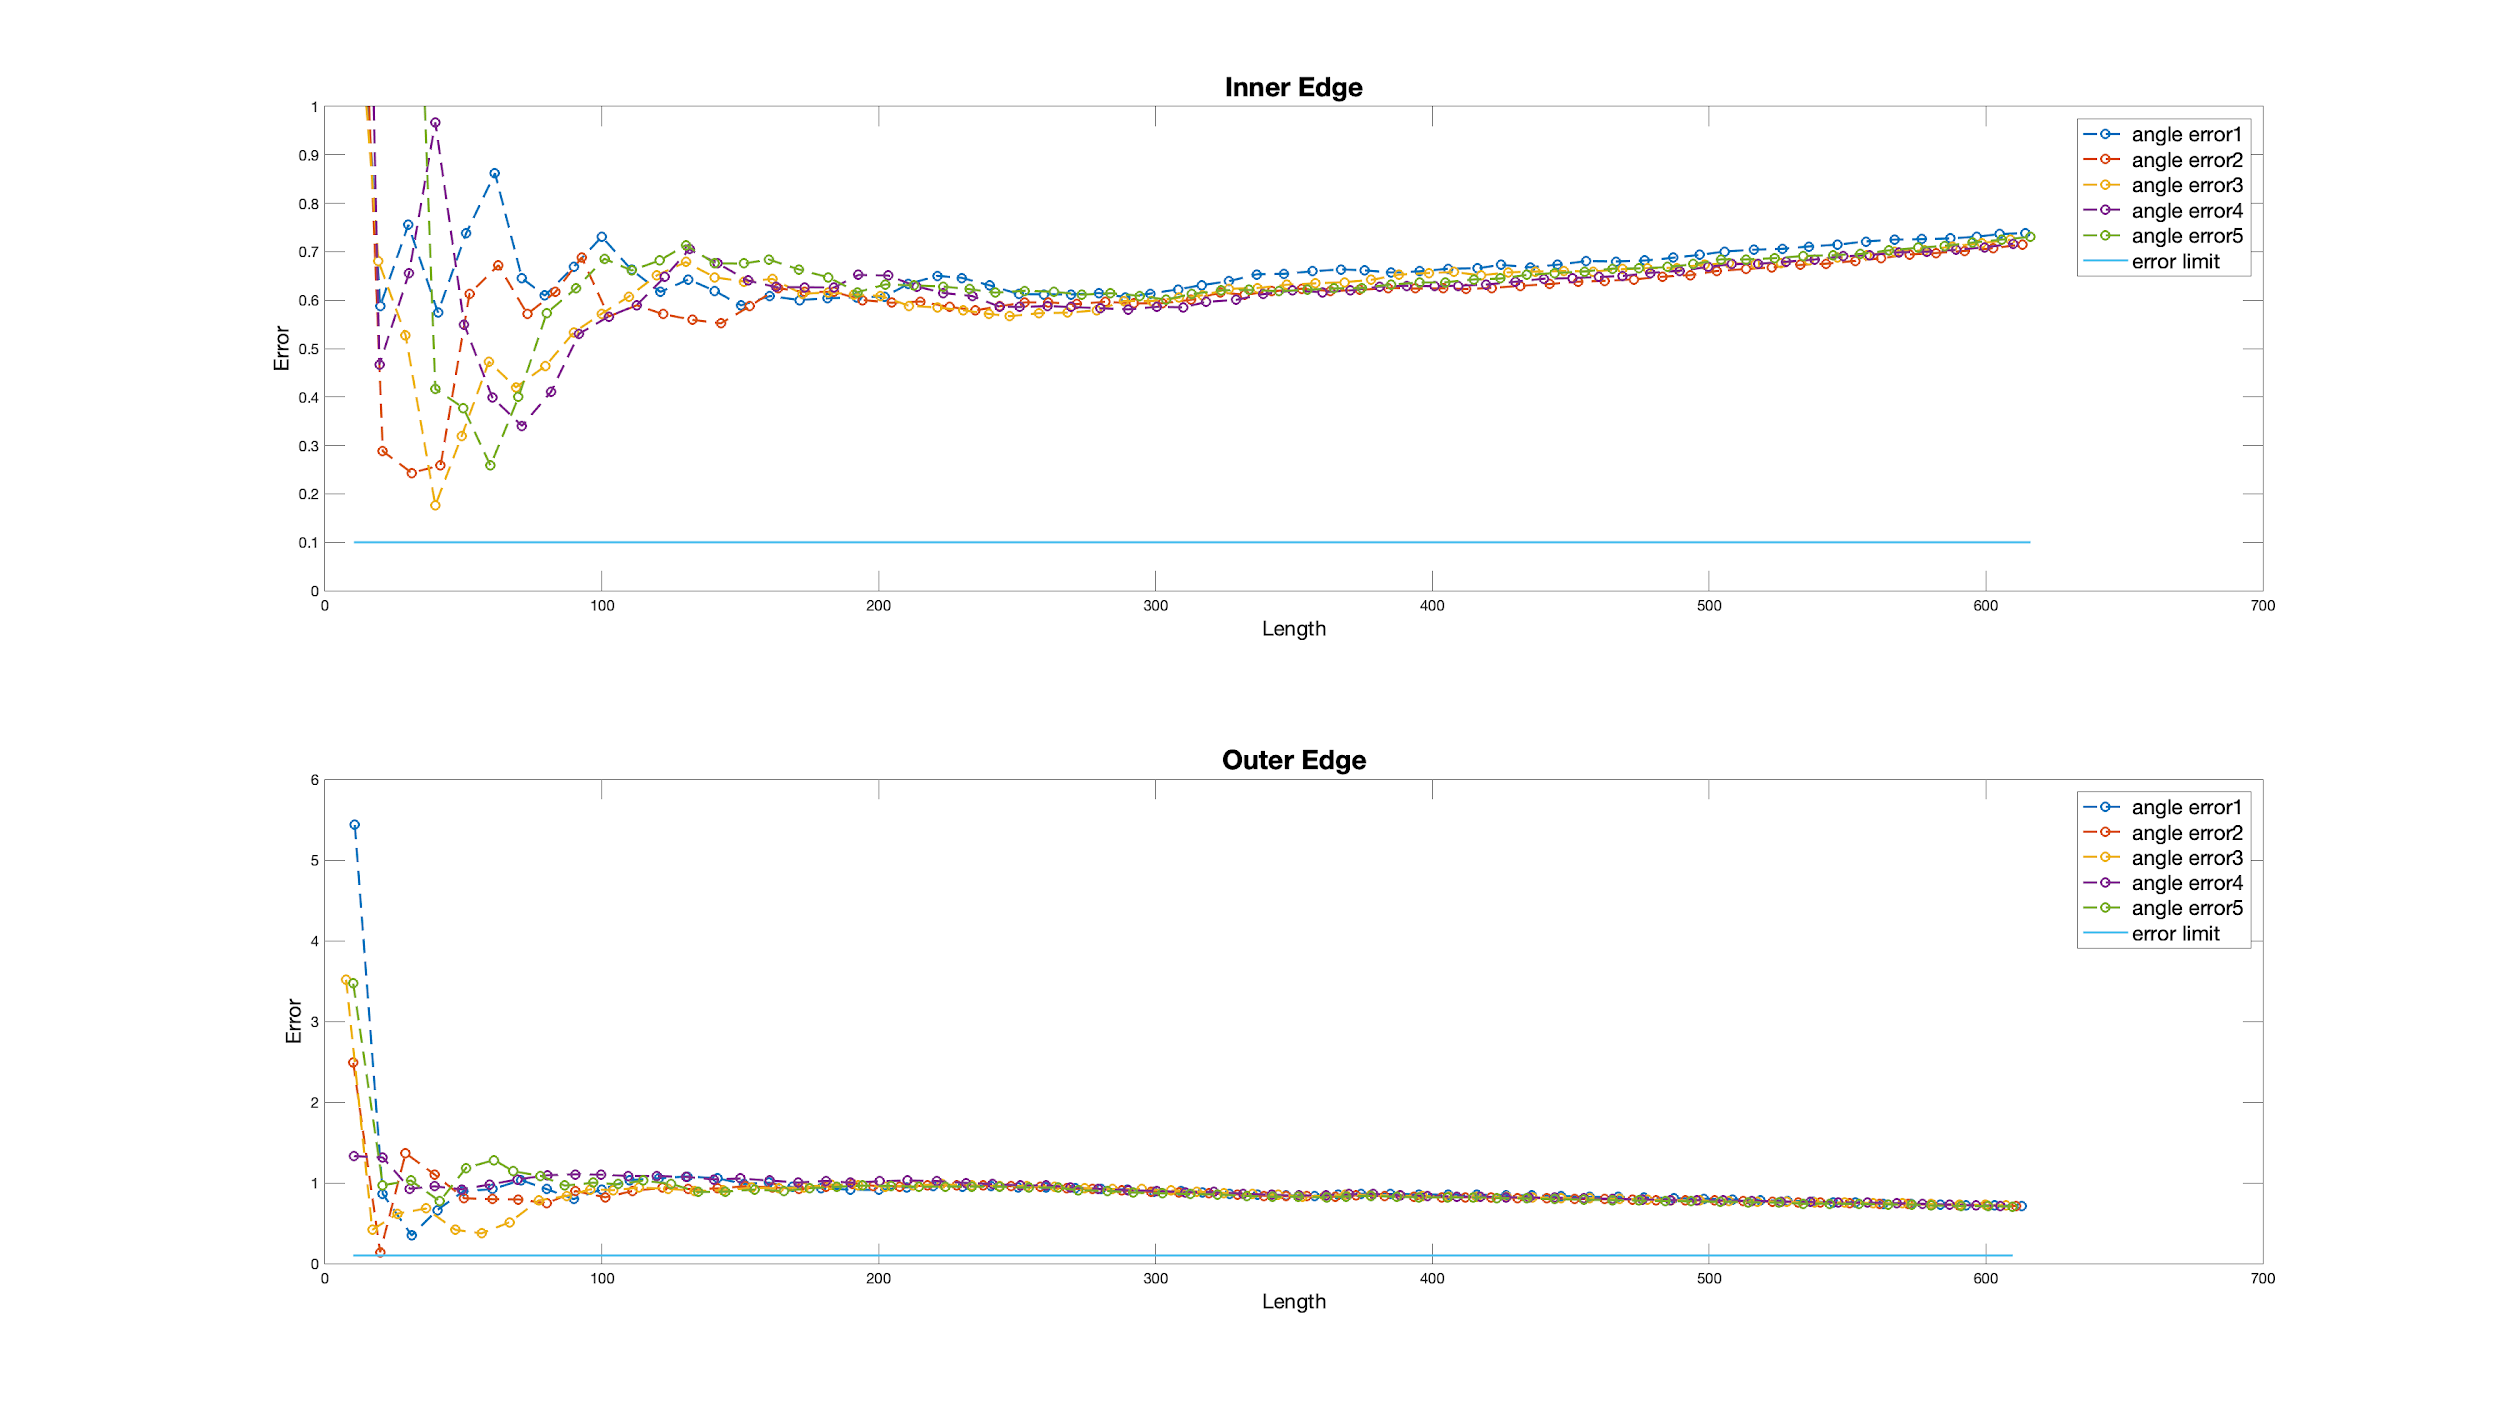 Inner Edge
1
0.9
0.8
0.7
0.6
0.5
0.4
0.3
0.2
0.1
0
Error
0 100 200 300 400 500 600 700
Length
angle error1
angle error2
angle error3
angle error4
angle error5
error limit
Outer Edge
6
5
4
3
2
1
0
Error
0 100 200 300 400 500 600 700
Length
angle error1
angle error2
angle error3
angle error4
angle error5
error limit